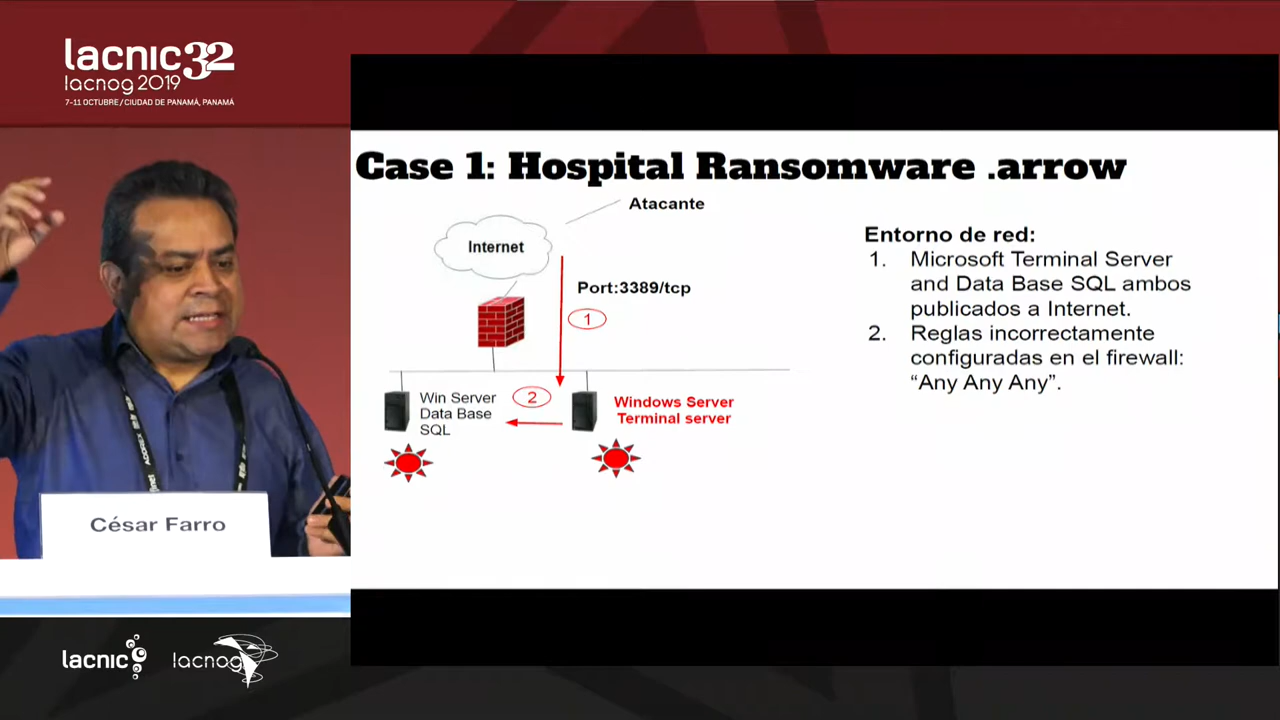 lacnic32
lacnog 2019
7-11 OCTUBRE / CIUDAD DE PANAMÁ, PANAMÁ
Case 1: Hospital Ransomware .arrow
Atacante
Internet
Port:3389/tcp
1
2
Win Server
Data Base
SQL
Windows Server
Terminal server
Entorno de red:
1. Microsoft Terminal Server
and Data Base SQL ambos
publicados a Internet.
2. Reglas incorrectamente
configuradas en el firewall:
“Any Any Any”.
ADDREX
César Farro
lacnic
lacnog